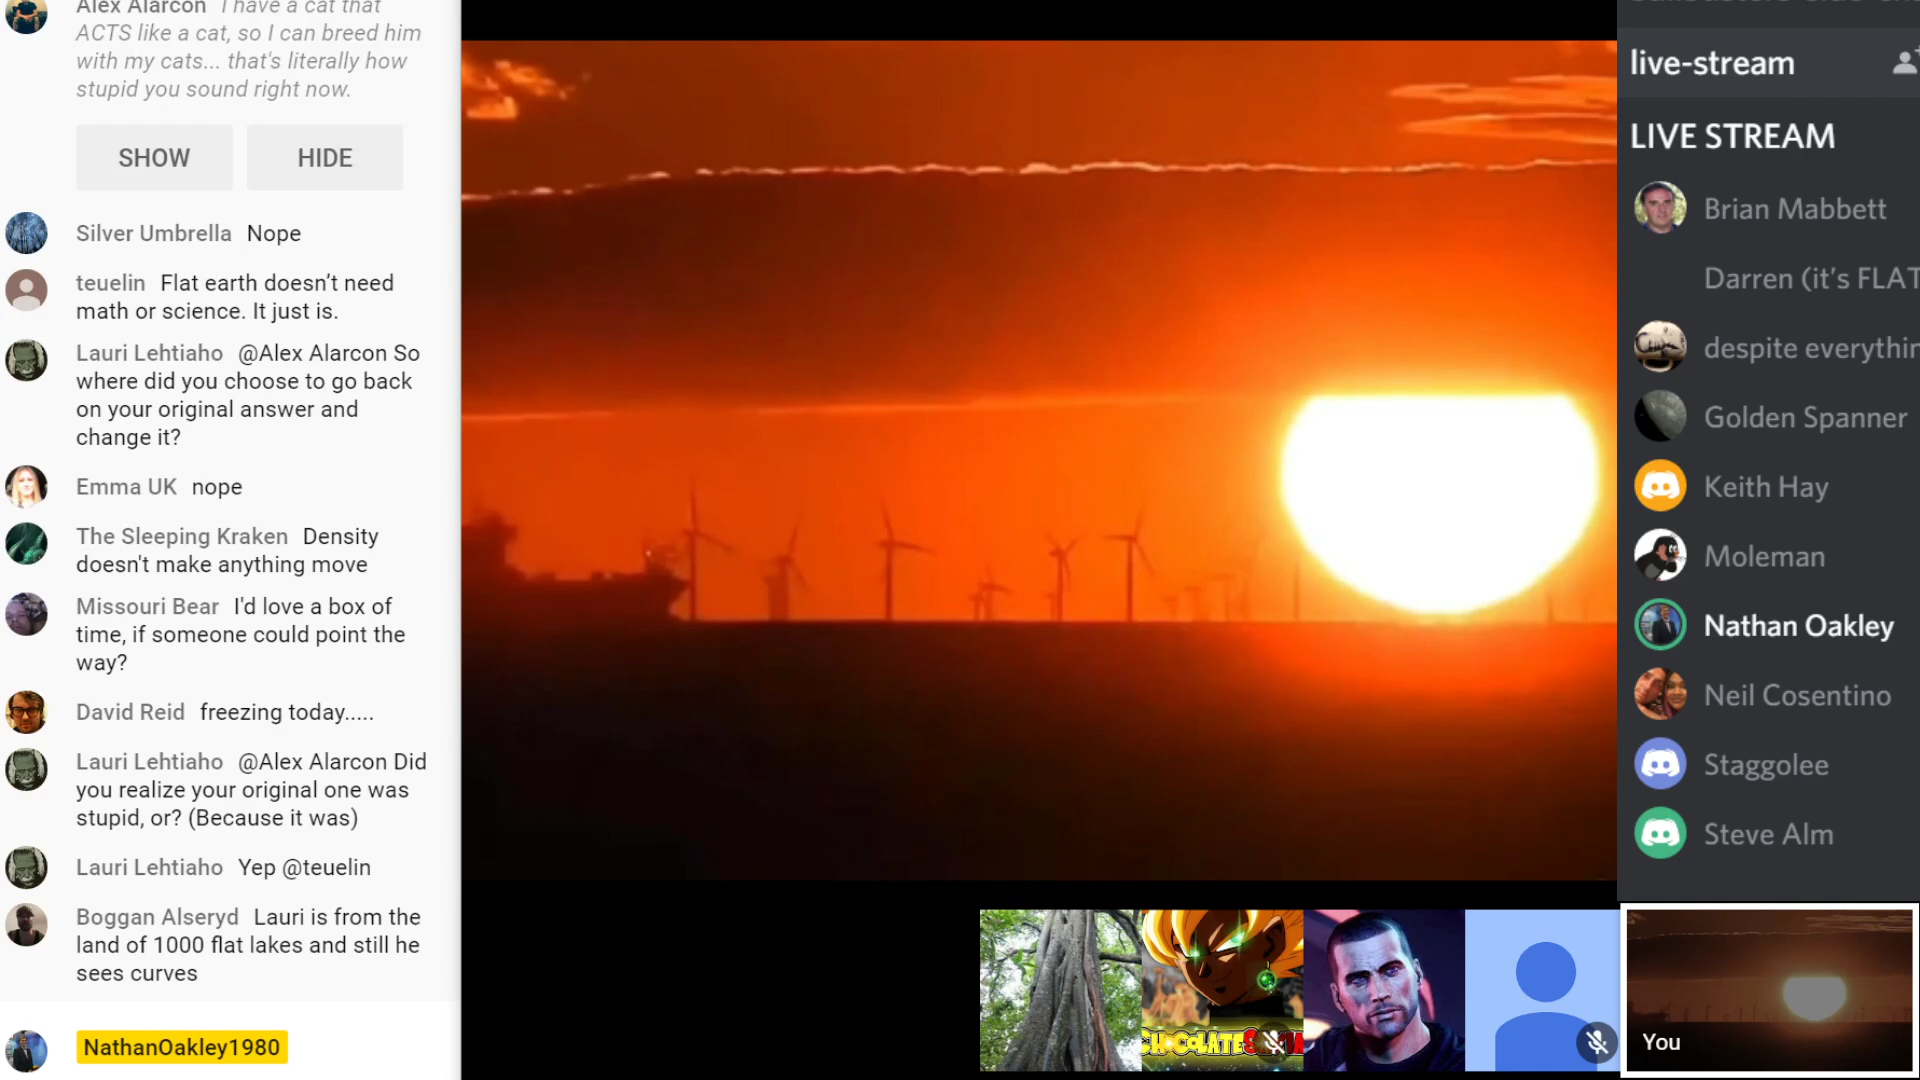 Alex Alarcon I have a cat that
ACTS like a cat, so I can breed him
with my cats... that's literally how
stupid you sound right now.
SHOW HIDE
Silver Umbrella Nope
teuelin Flat earth doesn’t need
math or science. It just is.
Lauri Lehtiaho @Alex Alarcon So
where did you choose to go back
on your original answer and
change it?
Emma UK nope
The Sleeping Kraken Density
doesn't make anything move
Missouri Bear I'd love a box of
time, if someone could point the
way?
David Reid freezing today.....
Lauri Lehtiaho @Alex Alarcon Did
you realize your original one was
stupid, or? (Because it was)
Lauri Lehtiaho Yep @teuelin
Boggan Alseryd Lauri is from the
land of 1000 flat lakes and still he
sees curves
NathanOakley1980
live-stream
LIVE STREAM
Brian Mabbett
Darren (it’s FLAT
despite everythin
Golden Spanner
Keith Hay
Moleman
Nathan Oakley
Neil Cosentino
Staggolee
Steve Alm
You